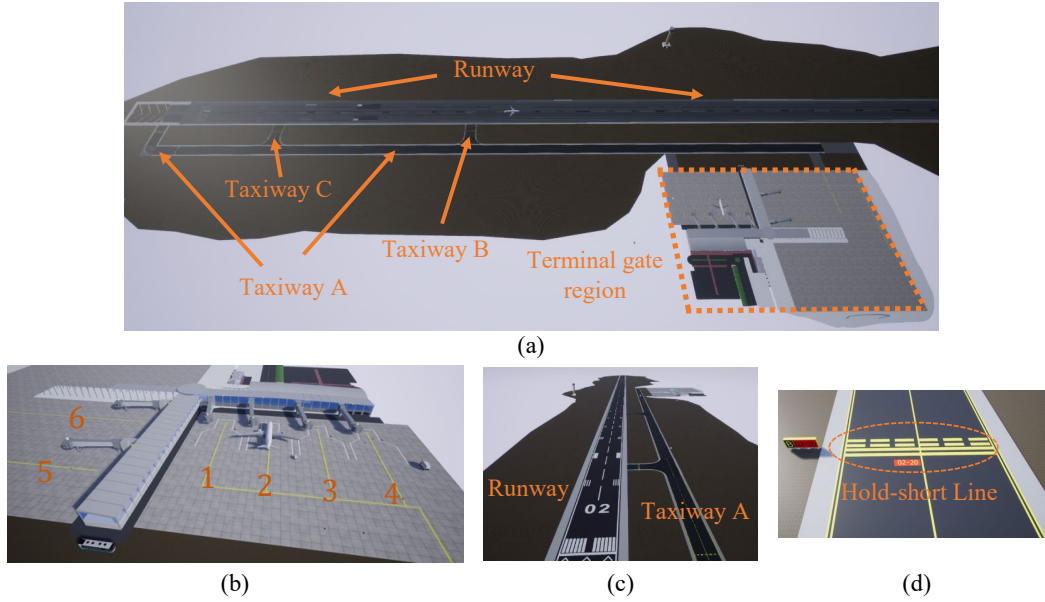 Runway
Taxiway C
Taxiway B
Taxiway A
Terminal gate
region
(a)
6
5
1
2
3
4
(b)
Runway
02
Taxiway A
(c)
02-20
Hold-short Line
(d)